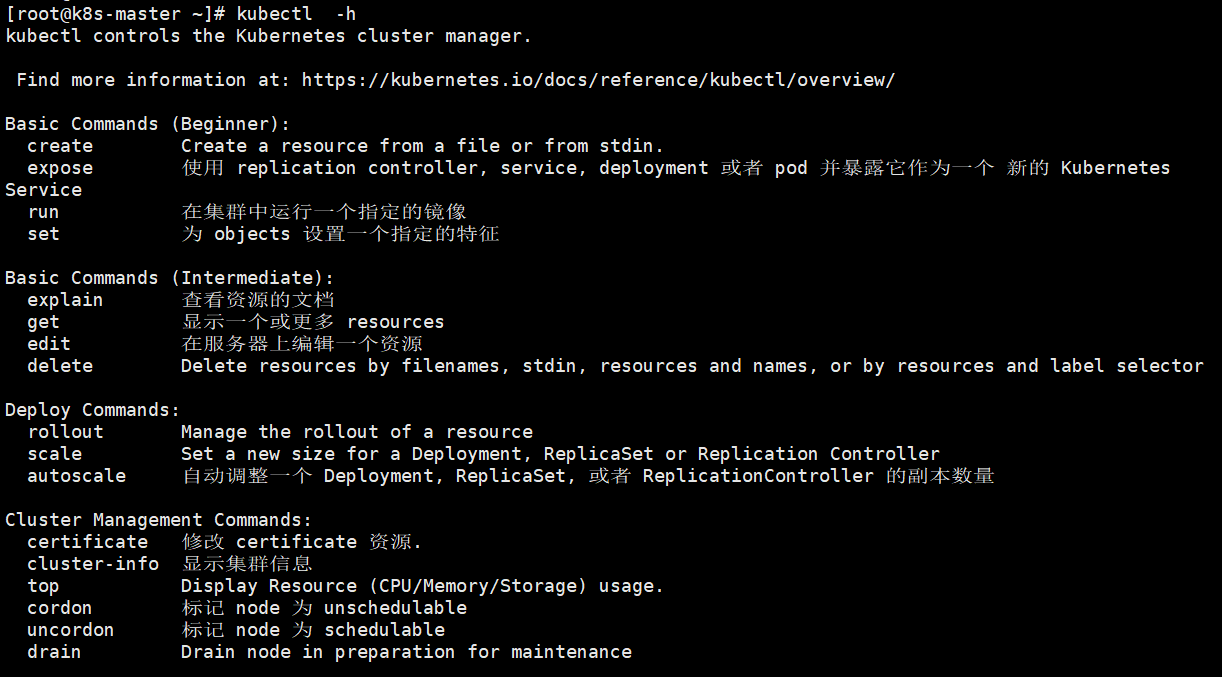 [root@k8s-master ~]# kubectl  -h
kubectl controls the Kubernetes cluster manager.
 Find more information at: https://kubernetes.io/docs/reference/kubectl/overview/
Basic Commands (Beginner):
  create        Create a resource from a file or from stdin.
  expose        使用 replication controller, service, deployment 或者 pod 并暴露它作为一个 新的 Kubernetes
Service
  run           在集群中运行一个指定的镜像
  set           为 objects 设置一个指定的特征
Basic Commands (Intermediate):
  explain       查看资源的文档
  get           显示一个或更多 resources
  edit          在服务器上编辑一个资源
  delete        Delete resources by filenames, stdin, resources and names, or by resources and label selector
Deploy Commands:
  rollout       Manage the rollout of a resource
  scale         Set a new size for a Deployment, ReplicaSet or Replication Controller
  autoscale     自动调整一个 Deployment, ReplicaSet, 或者 ReplicationController 的副本数量
Cluster Management Commands:
  certificate   修改 certificate 资源.
  cluster-info  显示集群信息
  top           Display Resource (CPU/Memory/Storage) usage.
  cordon        标记 node 为 unschedulable
  uncordon      标记 node 为 schedulable
  drain         Drain node in preparation for maintenance